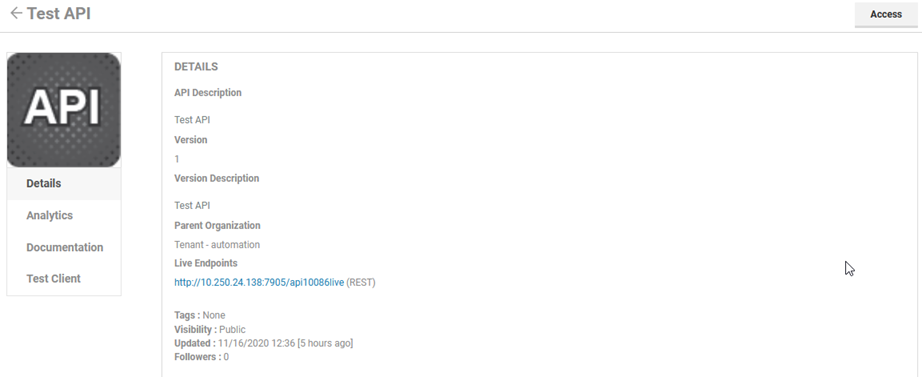 Test API
Access
API
Details
Analytics
Documentation
Test Client
DETAILS
API Description
Test API
Version
1
Version Description
Test API
Parent Organization
Tenant - automation
Live Endpoints
http://10.250.24.138:7905/api10086live (REST)
Tags : None
Visibility : Public
Updated : 11/16/2020 12:36 [5 hours ago]
Followers : 0